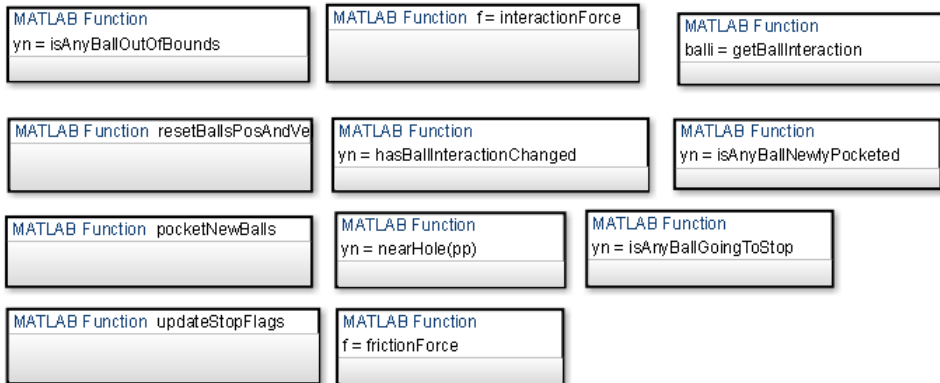 MATLAB Function
yn = isAnyBallOutOfBounds
MATLAB Function f = interactionForce
MATLAB Function
balli = getBallInteraction
MATLAB Function resetBallsPosAndVe
MATLAB Function
yn = hasBallInteractionChanged
MATLAB Function
yn = isAnyBallNewlyPocketed
MATLAB Function pocketNewBalls
MATLAB Function
yn = nearHole(pp)
MATLAB Function
yn = isAnyBallGoingToStop
MATLAB Function updateStopFlags
MATLAB Function
f = frictionForce